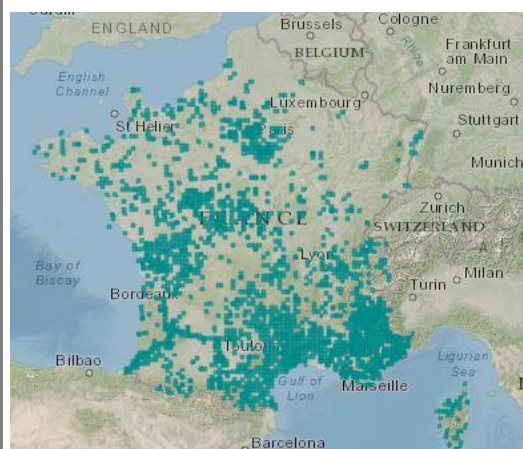 Brussels
Cologne
ENGLAND
BELGIUM
Rhine
Frankfurt
am Main
English
Channel
Luxembourg
Nuremberg
St Helier
Paris
Stuttgart
Munich
Zurich
FRANCE
SWITZERLAND
Lyon
Bay of
Biscay
Milan
Turin
Bordeaux
Toulouse
Ligurian
Sea
Bilbao
Gulf of
Lion
Marseille
Barcelona